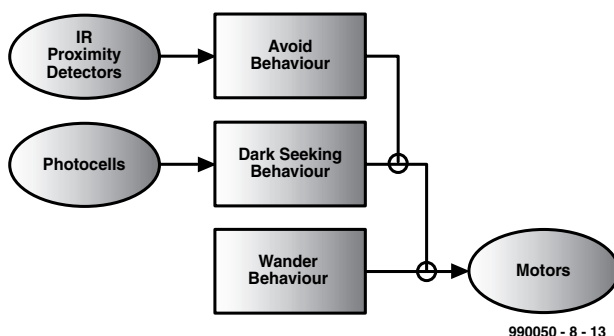 IR
Proximity
Detectors
Avoid
Behaviour
Photocells
Dark Seeking
Behaviour
Wander
Behaviour
Motors
990050 - 8 - 13